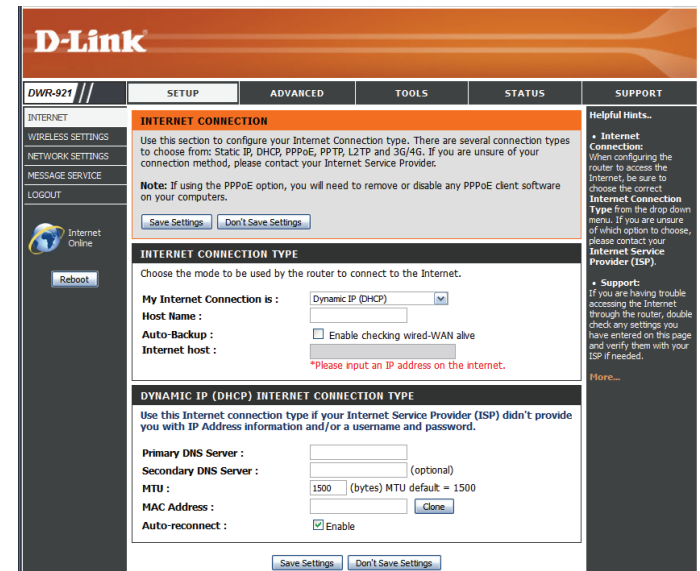 D-Link
DWR-921
SETUP
ADVANCED
TOOLS
STATUS
SUPPORT
INTERNET
WIRELESS SETTINGS
NETWORK SETTINGS
MESSAGE SERVICE
LOGOUT
Internet
Online
Reboot
INTERNET CONNECTION
Use this section to configure your Internet Connection type. There are several connection types
to choose from: Static IP, DHCP, PPPoE, PPTP, L2TP and 3G/4G. If you are unsure of your
connection method, please contact your Internet Service Provider.
Note: If using the PPPoE option, you will need to remove or disable any PPPoE client software
on your computers.
Save Settings Don't Save Settings
INTERNET CONNECTION TYPE
Choose the mode to be used by the router to connect to the Internet.
My Internet Connection is : Dynamic IP (DHCP)
Host Name :
Auto-Backup : Enable checking wired-WAN alive
Internet host :
*Please input an IP address on the internet.
DYNAMIC IP (DHCP) INTERNET CONNECTION TYPE
Use this Internet connection type if your Internet Service Provider (ISP) didn't provide
you with IP Address information and/or a username and password.
Primary DNS Server :
Secondary DNS Server : (optional)
MTU : 1500 (bytes) MTU default = 1500
MAC Address : Clone
Auto-reconnect : Enable
Save Settings Don't Save Settings
Helpful Hints..
• Internet
Connection:
When configuring the
router to access the
Internet, be sure to
choose the correct
Internet Connection
Type from the drop down
menu. If you are unsure
of which option to choose,
please contact your
Internet Service
Provider (ISP).
• Support:
If you are having trouble
accessing the Internet
through the router, double
check any settings you
have entered on this page
and verify them with your
ISP if needed.
More...